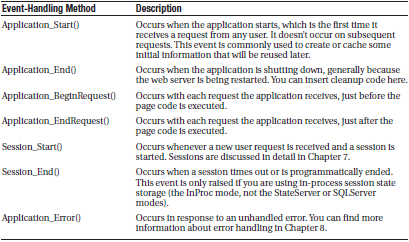 Event-Handling Method Description
Application_Start() Occurs when the application starts, which is the first time it
receives a request from any user. It doesn't occur on subsequent
requests. This event is commonly used to create or cache some
initial information that will be reused later.
Application_End() Occurs when the application is shutting down, generally because
the web server is being restarted. You can insert cleanup code here.
Application_BeginRequest() Occurs with each request the application receives, just before the
page code is executed.
Application_EndRequest() Occurs with each request the application receives, just after the
page code is executed.
Session_Start() Occurs whenever a new user request is received and a session is
started. Sessions are discussed in detail in Chapter 7.
Session_End() Occurs when a session times out or is programmatically ended.
This event is only raised if you are using in-process session state
storage (the InProc mode, not the StateServer or SQLServer
modes).
Application_Error() Occurs in response to an unhandled error. You can find more
information about error handling in Chapter 8.